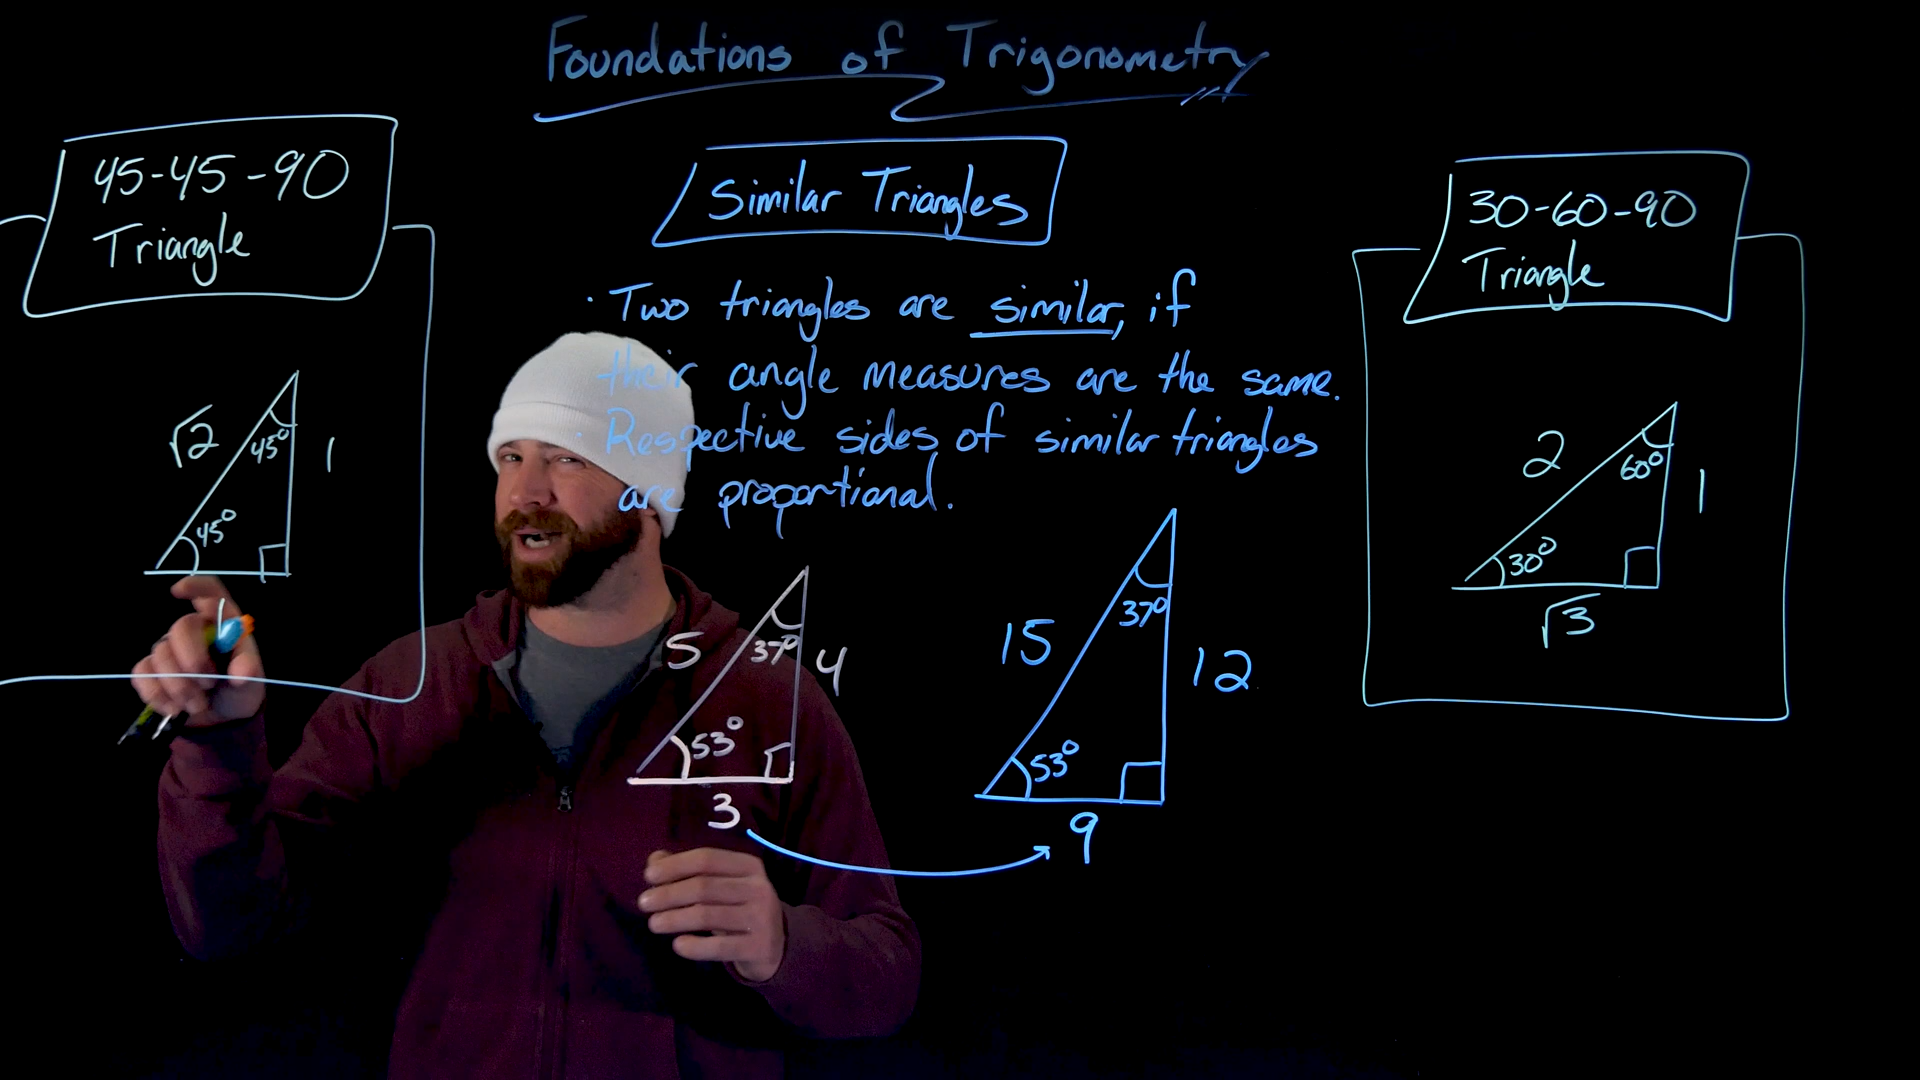 Foundations of Trigonometry
45-45-90
Triangle
√2
45°
1
45°
1
Similar Triangles
· Two triangles are similar, if
their angle measures are the same.
· Respective sides of similar triangles
are proportional.
5
37°
4
53°
3
15
37°
12
53°
9
30-60-90
Triangle
2
60°
1
30°
√3